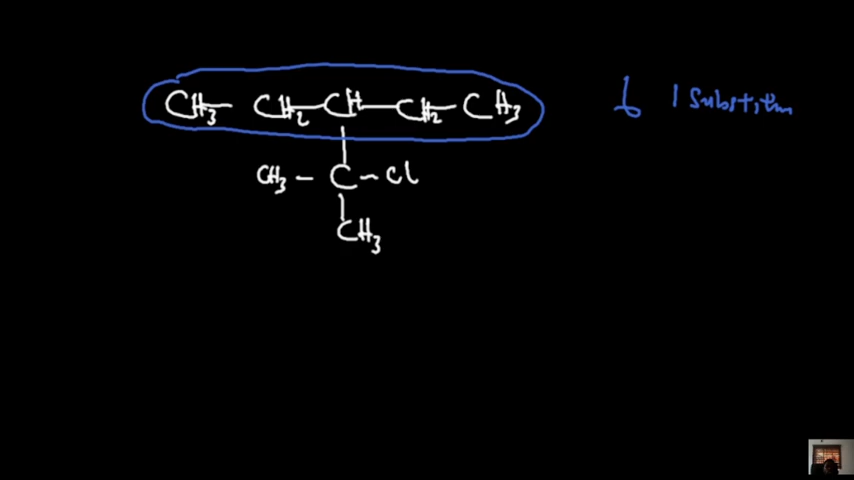 CH3 – CH2 – CH – CH2 – CH3
1 Substitun
CH3 – C – Cl
CH3